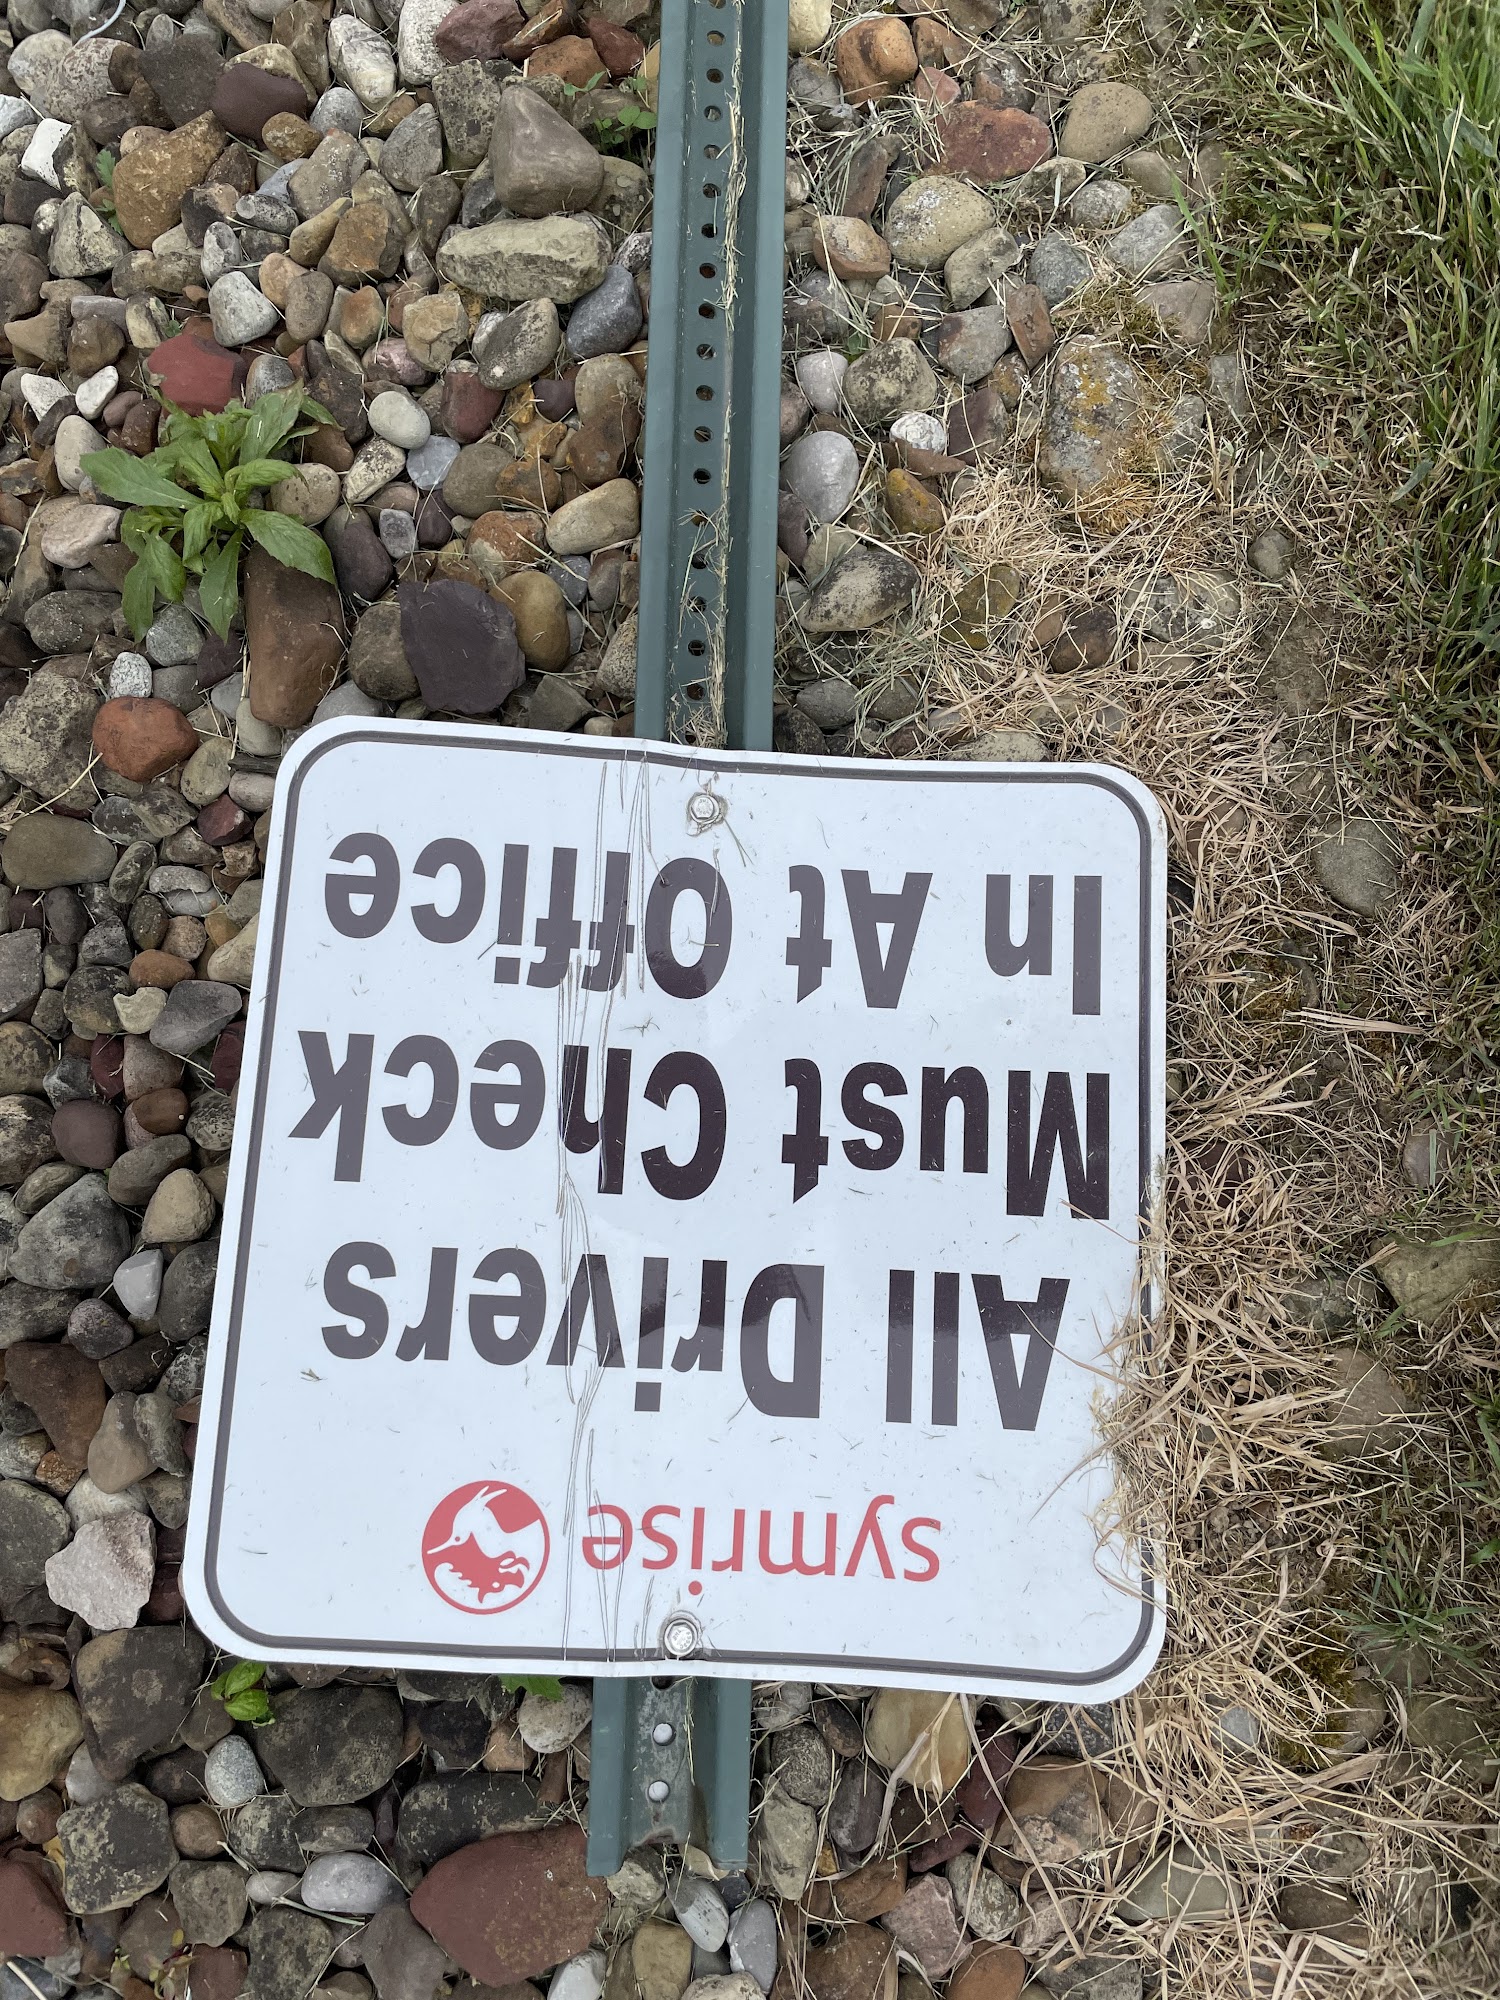 symrise
All Drivers
Must Check
In At Office